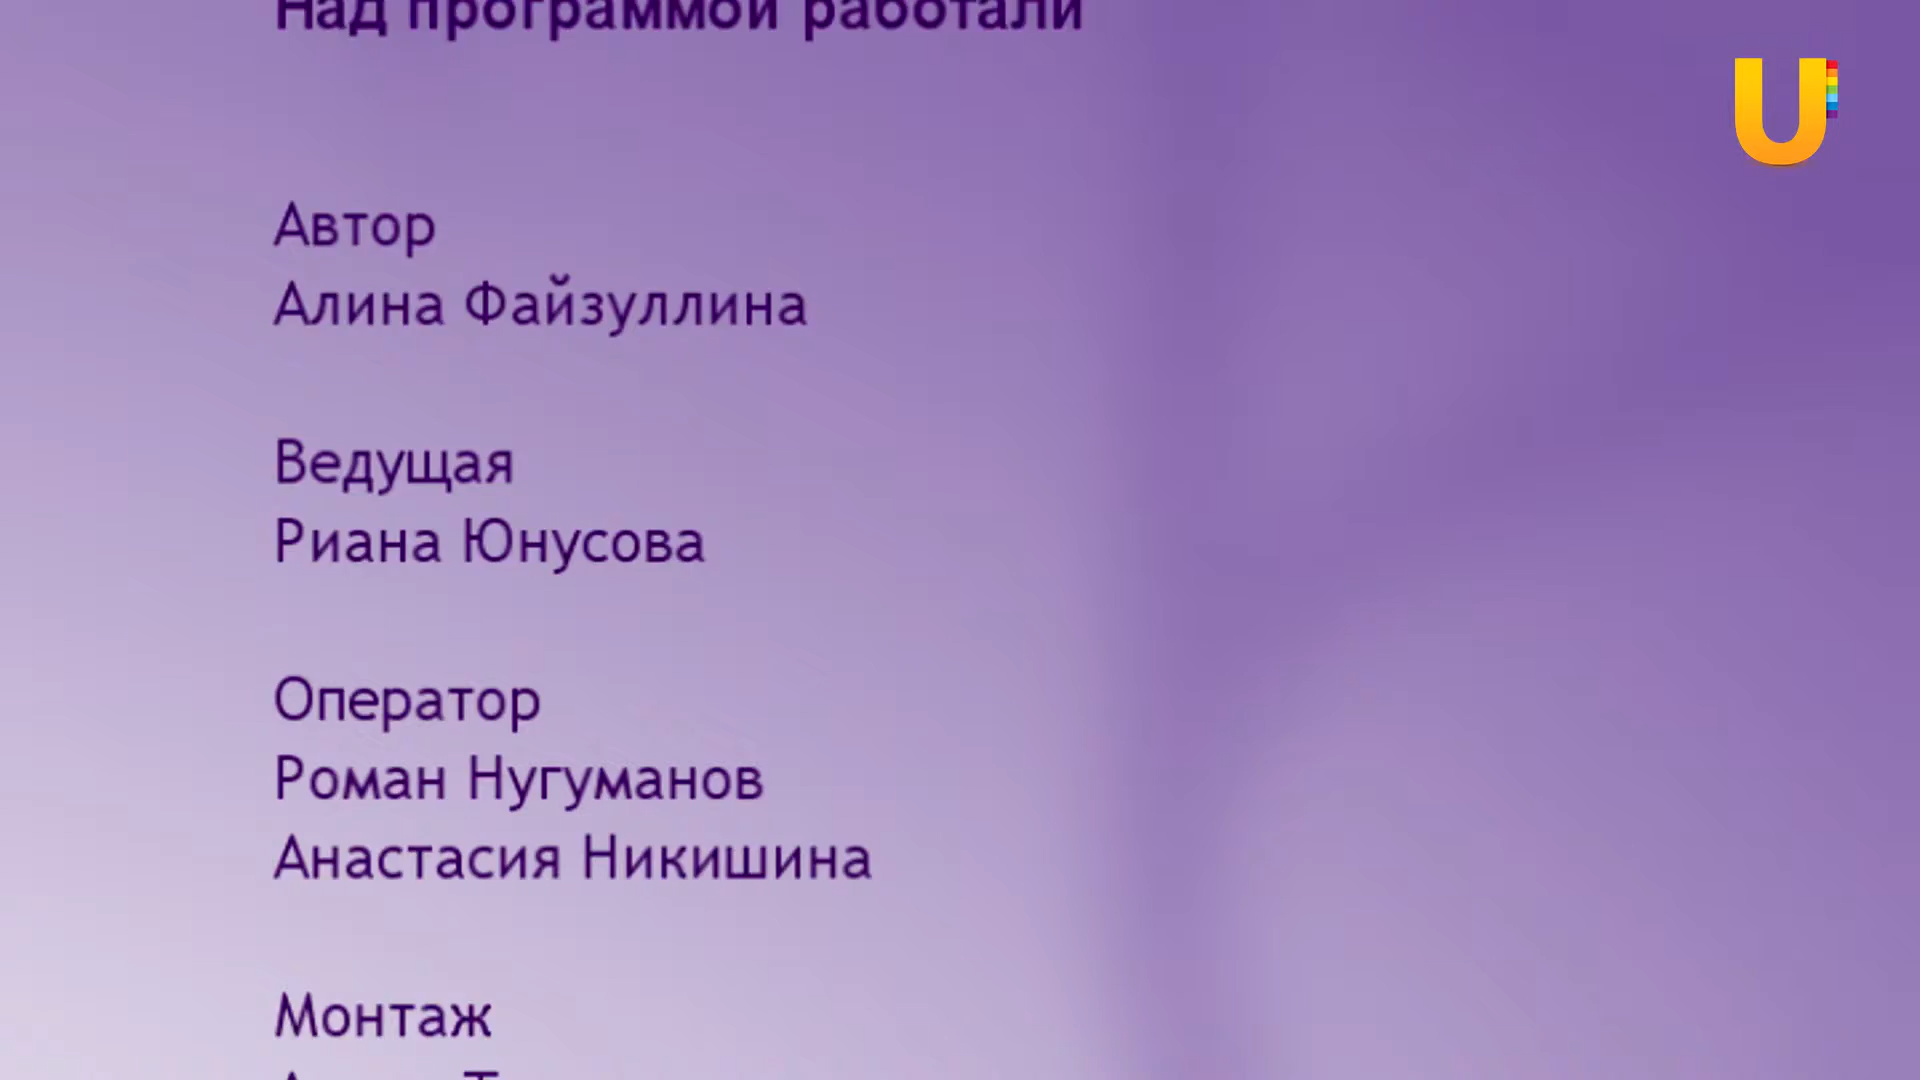 Над программой работали
U
Автор
Алина Файзуллина
Ведущая
Риана Юнусова
Оператор
Роман Нугуманов
Анастасия Никишина
Монтаж